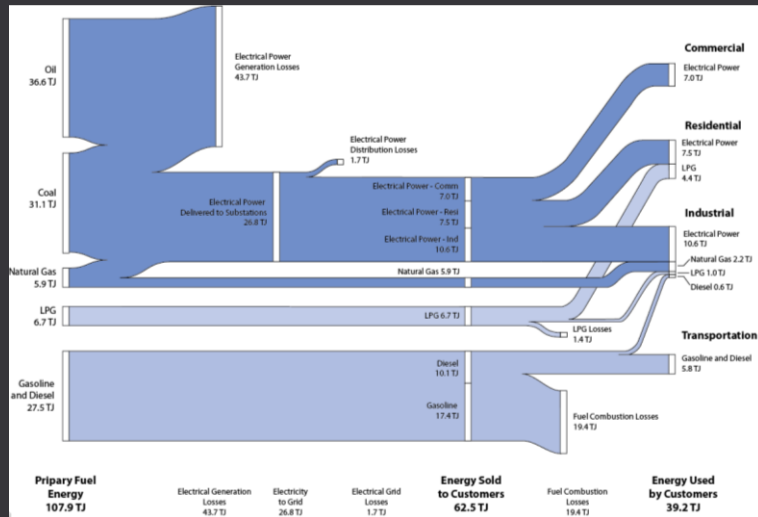 Oil
36.6 TJ
Electrical Power
Generation Losses
43.7 TJ
Coal
31.1 TJ
Electrical Power
Distribution Losses
1.7 TJ
Electrical Power
Delivered to Substations
26.8 TJ
Electrical Power - Comm
7.0 TJ
Electrical Power - Resi
7.5 TJ
Electrical Power - Ind
10.6 TJ
Natural Gas
5.9 TJ
Natural Gas 5.9 TJ
LPG
6.7 TJ
LPG 6.7 TJ
LPG Losses
1.4 TJ
Gasoline
and Diesel
27.5 TJ
Diesel
10.1 TJ
Gasoline
17.4 TJ
Fuel Combustion Losses
19.4 TJ
Commercial
Electrical Power
7.0 TJ
Residential
Electrical Power
7.5 TJ
LPG
4.4 TJ
Industrial
Electrical Power
10.6 TJ
Natural Gas 2.2 TJ
LPG 1.0 TJ
Diesel 0.6 TJ
Transportation
Gasoline and Diesel
5.8 TJ
Pripary Fuel
Energy
107.9 TJ
Electrical Generation
Losses
43.7 TJ
Electricity
to Grid
26.8 TJ
Electrical Grid
Losses
1.7 TJ
Energy Sold
to Customers
62.5 TJ
Fuel Combustion
Losses
19.4 TJ
Energy Used
by Customers
39.2 TJ